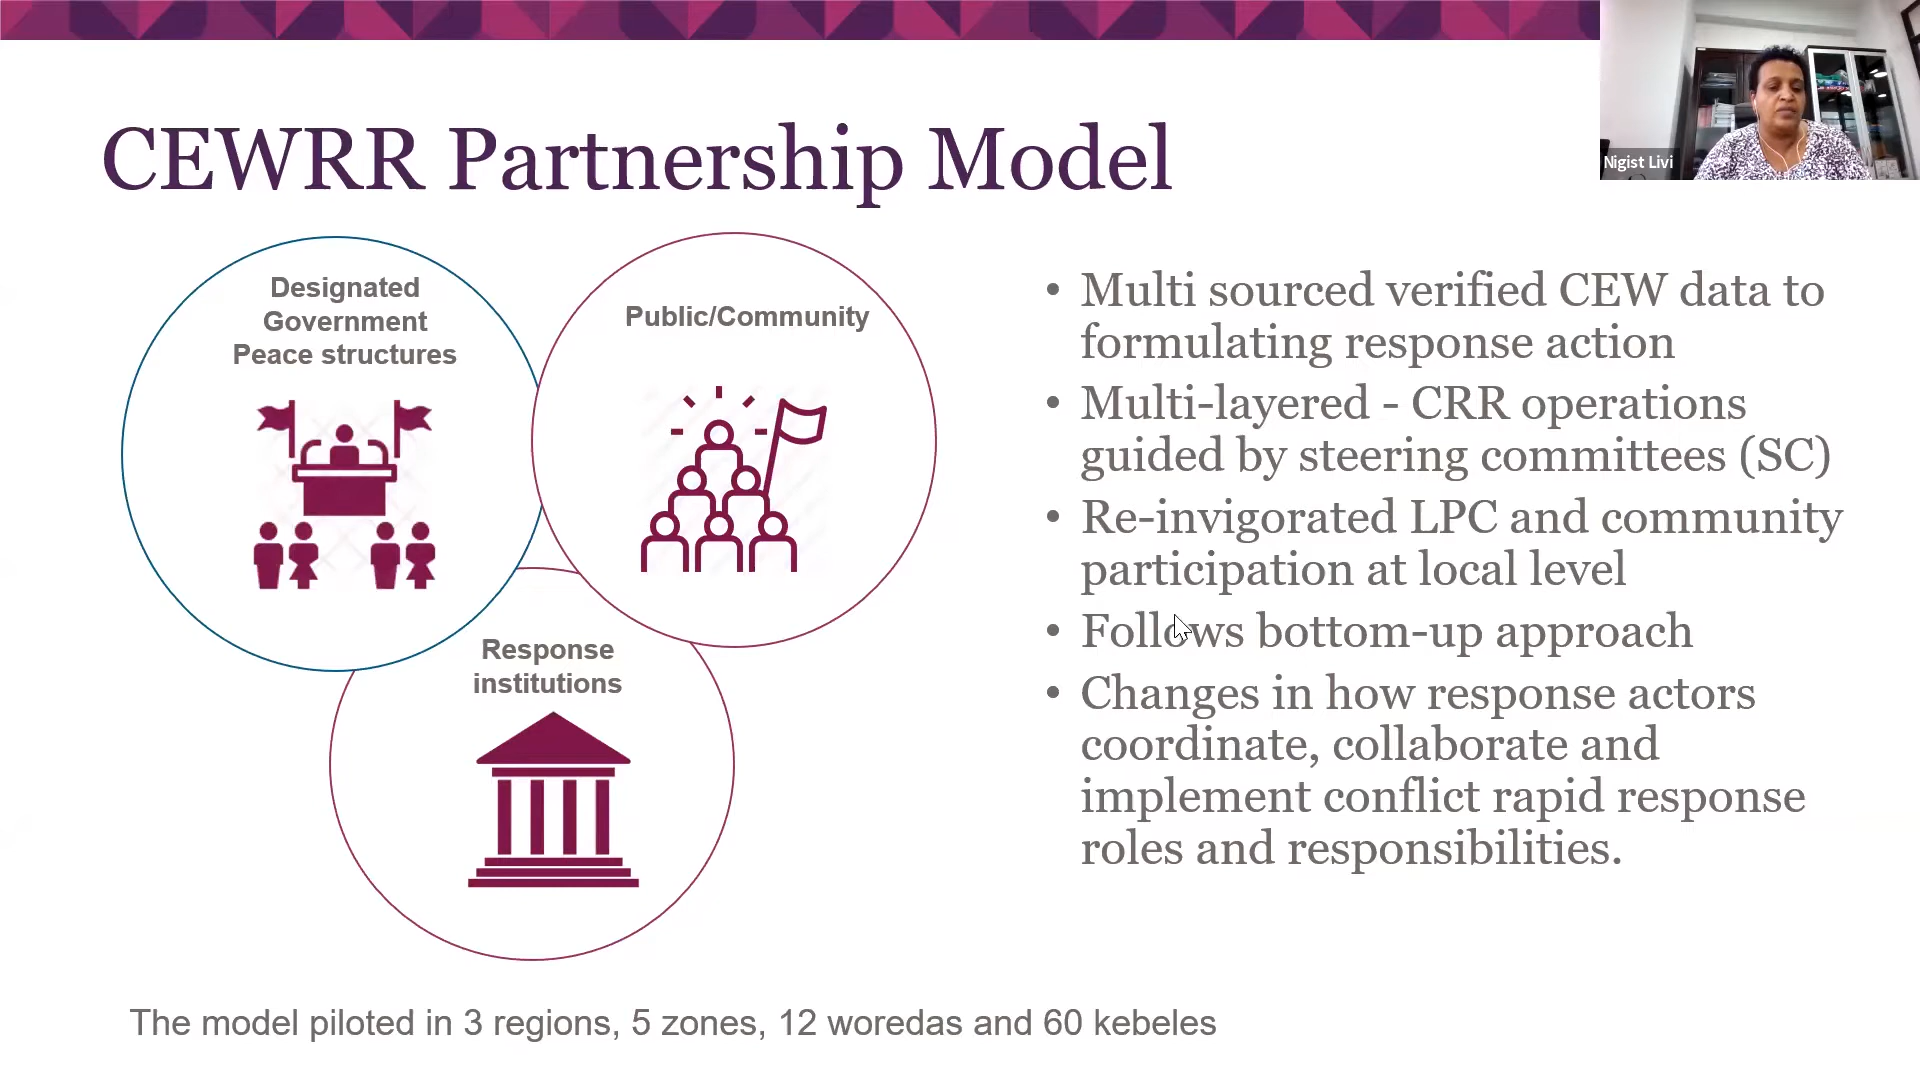 CEWRR Partnership Model
Nigist Livi
Designated
Government
Peace structures
Public/Community
Response
institutions
• Multi sourced verified CEW data to
formulating response action
• Multi-layered - CRR operations
guided by steering committees (SC)
• Re-invigorated LPC and community
participation at local level
• Follows bottom-up approach
• Changes in how response actors
coordinate, collaborate and
implement conflict rapid response
roles and responsibilities.
The model piloted in 3 regions, 5 zones, 12 woredas and 60 kebeles